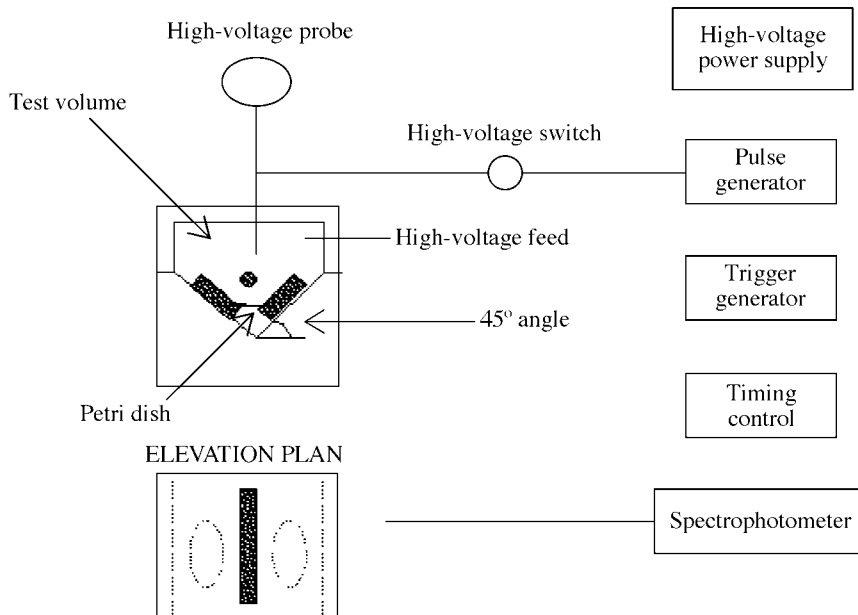 High-voltage probe
High-voltage
power supply
Test volume
High-voltage switch
Pulse
generator
High-voltage feed
Trigger
generator
45º angle
Petri dish
Timing
control
ELEVATION PLAN
Spectrophotometer